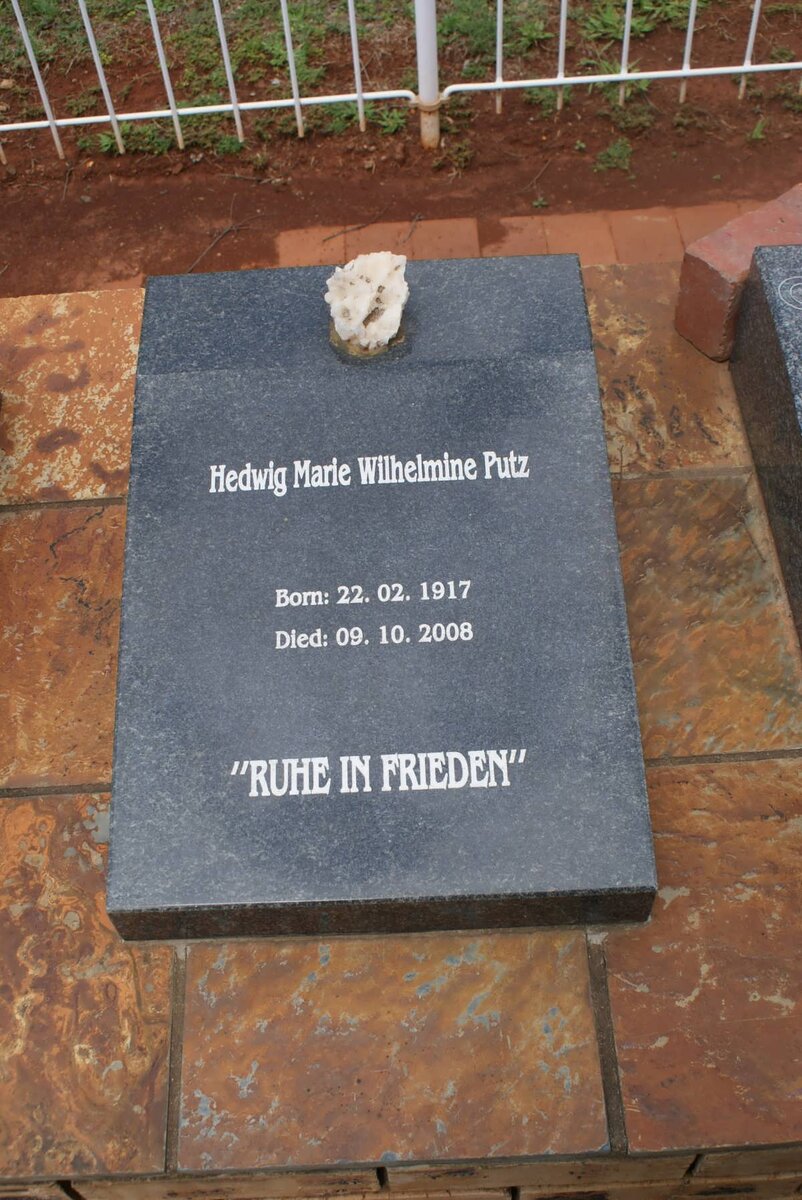 Hedwig Marie Wilhelmine Putz
Born: 22. 02. 1917
Died: 09. 10. 2008
"RUHE IN FRIEDEN"